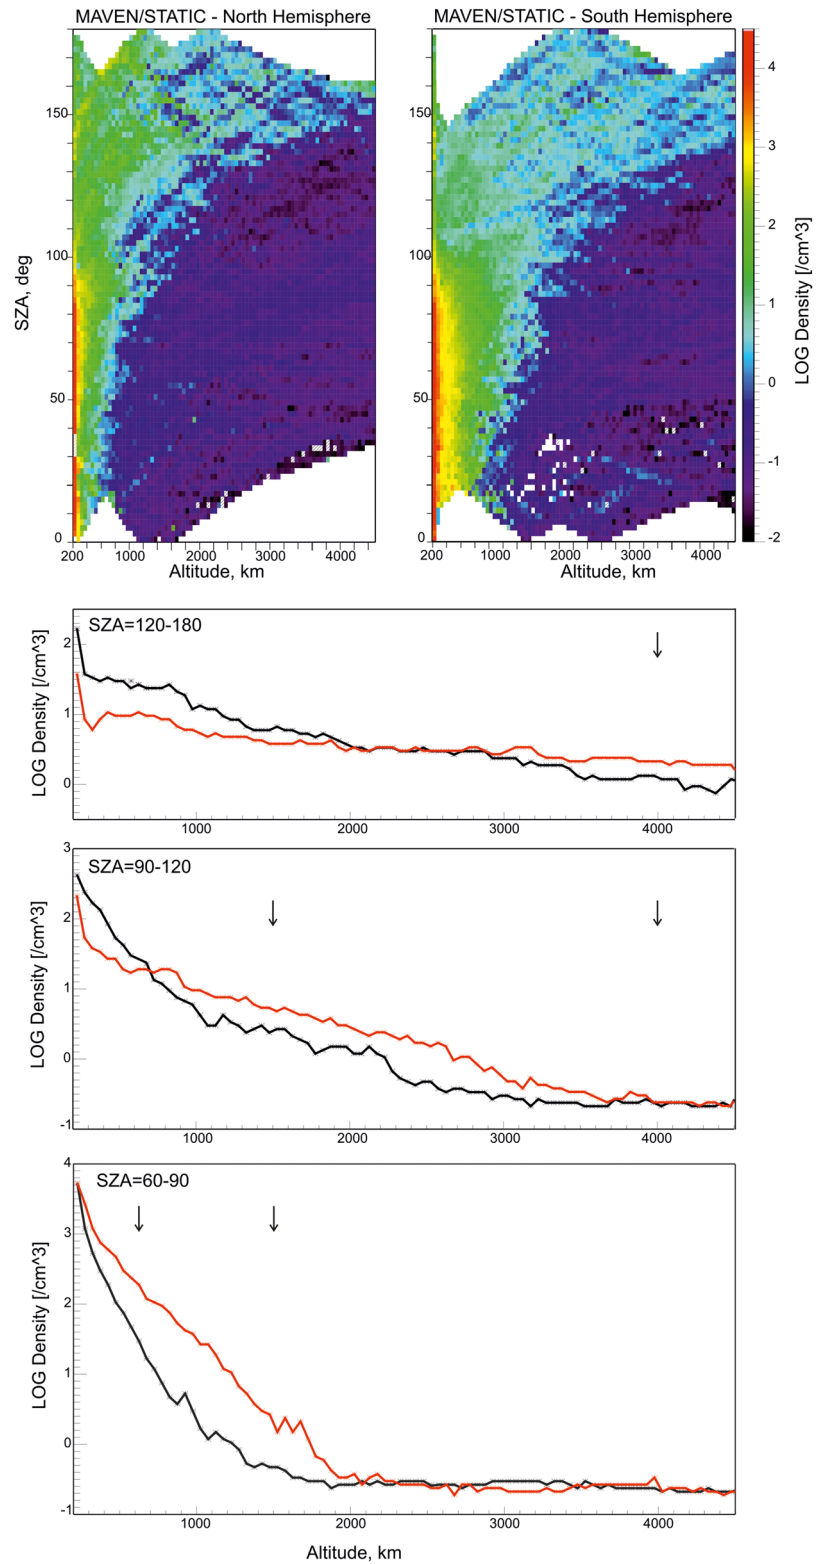 MAVEN/STATIC - North Hemisphere
MAVEN/STATIC - South Hemisphere
150
100
50
0
SZA, deg
200 1000 2000 3000 4000
Altitude, km
150
100
50
0
200 1000 2000 3000 4000
Altitude, km
4
3
2
1
0
-1
-2
LOG Density [/cm^3]
SZA=120-180
2
1
0
LOG Density [/cm^3]
1000 2000 3000 4000
SZA=90-120
3
2
1
0
-1
LOG Density [/cm^3]
1000 2000 3000 4000
SZA=60-90
4
3
2
1
0
-1
LOG Density [/cm^3]
1000 2000 3000 4000
Altitude, km